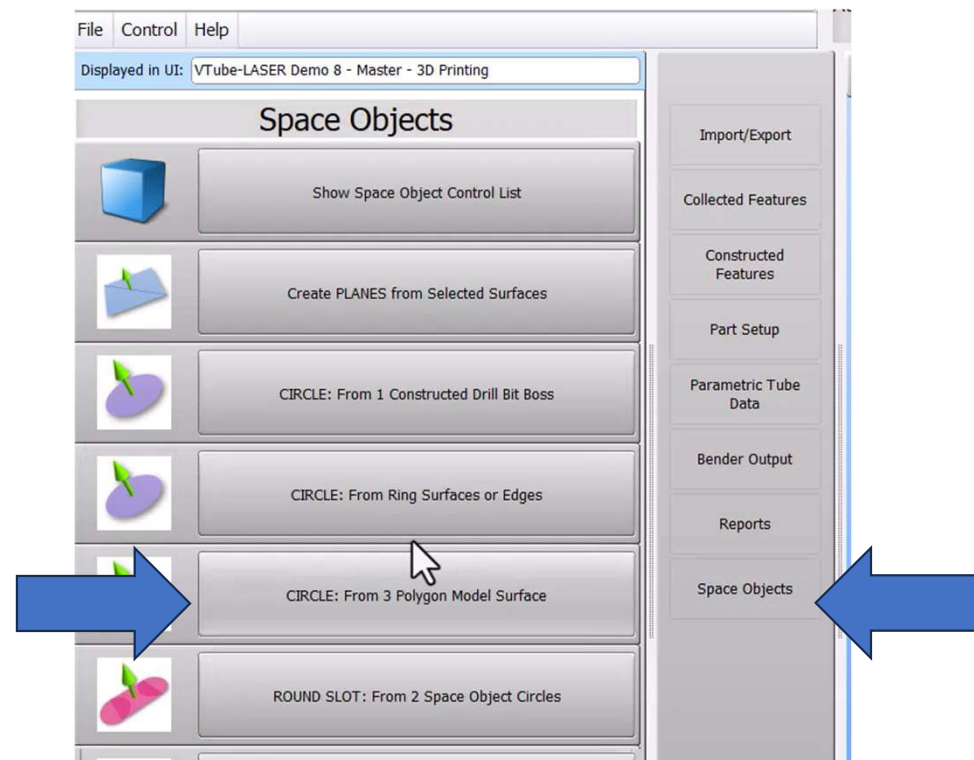 File Control Help
Displayed in UI: VTube-LASER Demo 8 - Master - 3D Printing
Space Objects
Show Space Object Control List
Create PLANES from Selected Surfaces
CIRCLE: From 1 Constructed Drill Bit Boss
CIRCLE: From Ring Surfaces or Edges
CIRCLE: From 3 Polygon Model Surface
ROUND SLOT: From 2 Space Object Circles
Import/Export
Collected Features
Constructed
Features
Part Setup
Parametric Tube
Data
Bender Output
Reports
Space Objects